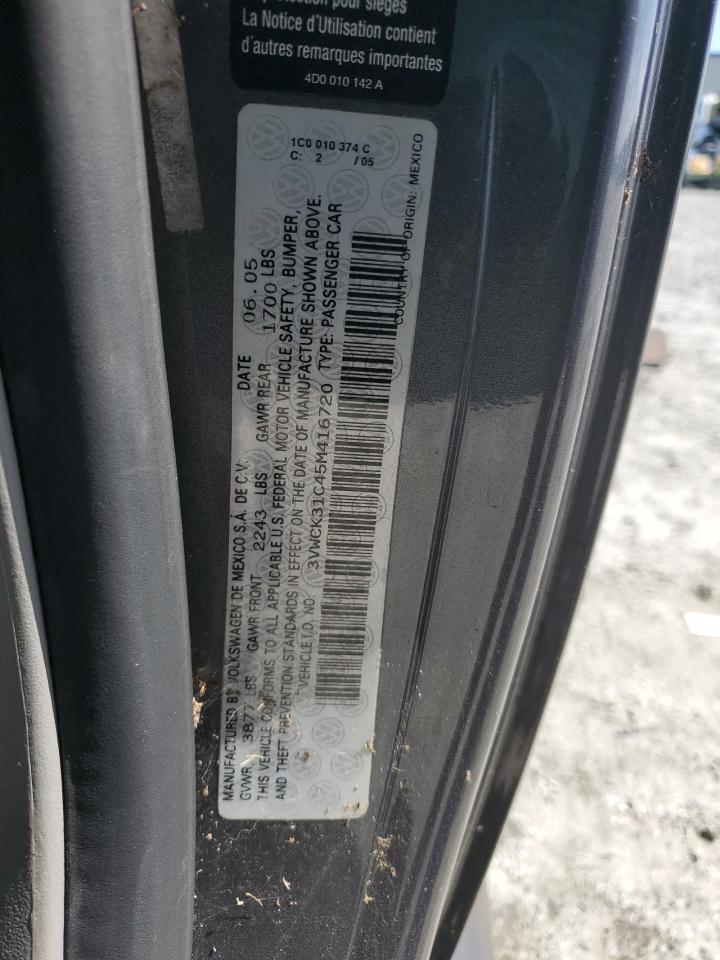 pour sièges
La Notice d'Utilisation contient
d'autres remarques importantes
4D0 010 142 A
1C0 010 374 C
C: 2 /05
MANUFACTURED BY VOLKSWAGEN DE MEXICO S.A. DE C.V. DATE 06.05
GVWR. 3877 LBS GAWR FRONT 2243 LBS GAWR REAR 1700 LBS
THIS VEHICLE CONFORMS TO ALL APPLICABLE U.S. FEDERAL MOTOR VEHICLE SAFETY, BUMPER,
AND THEFT PREVENTION STANDARDS IN EFFECT ON THE DATE OF MANUFACTURE SHOWN ABOVE.
VEHICLE I.D. NO. 3VWCK31C45M416720 TYPE: PASSENGER CAR
COUNTRY OF ORIGIN: MEXICO